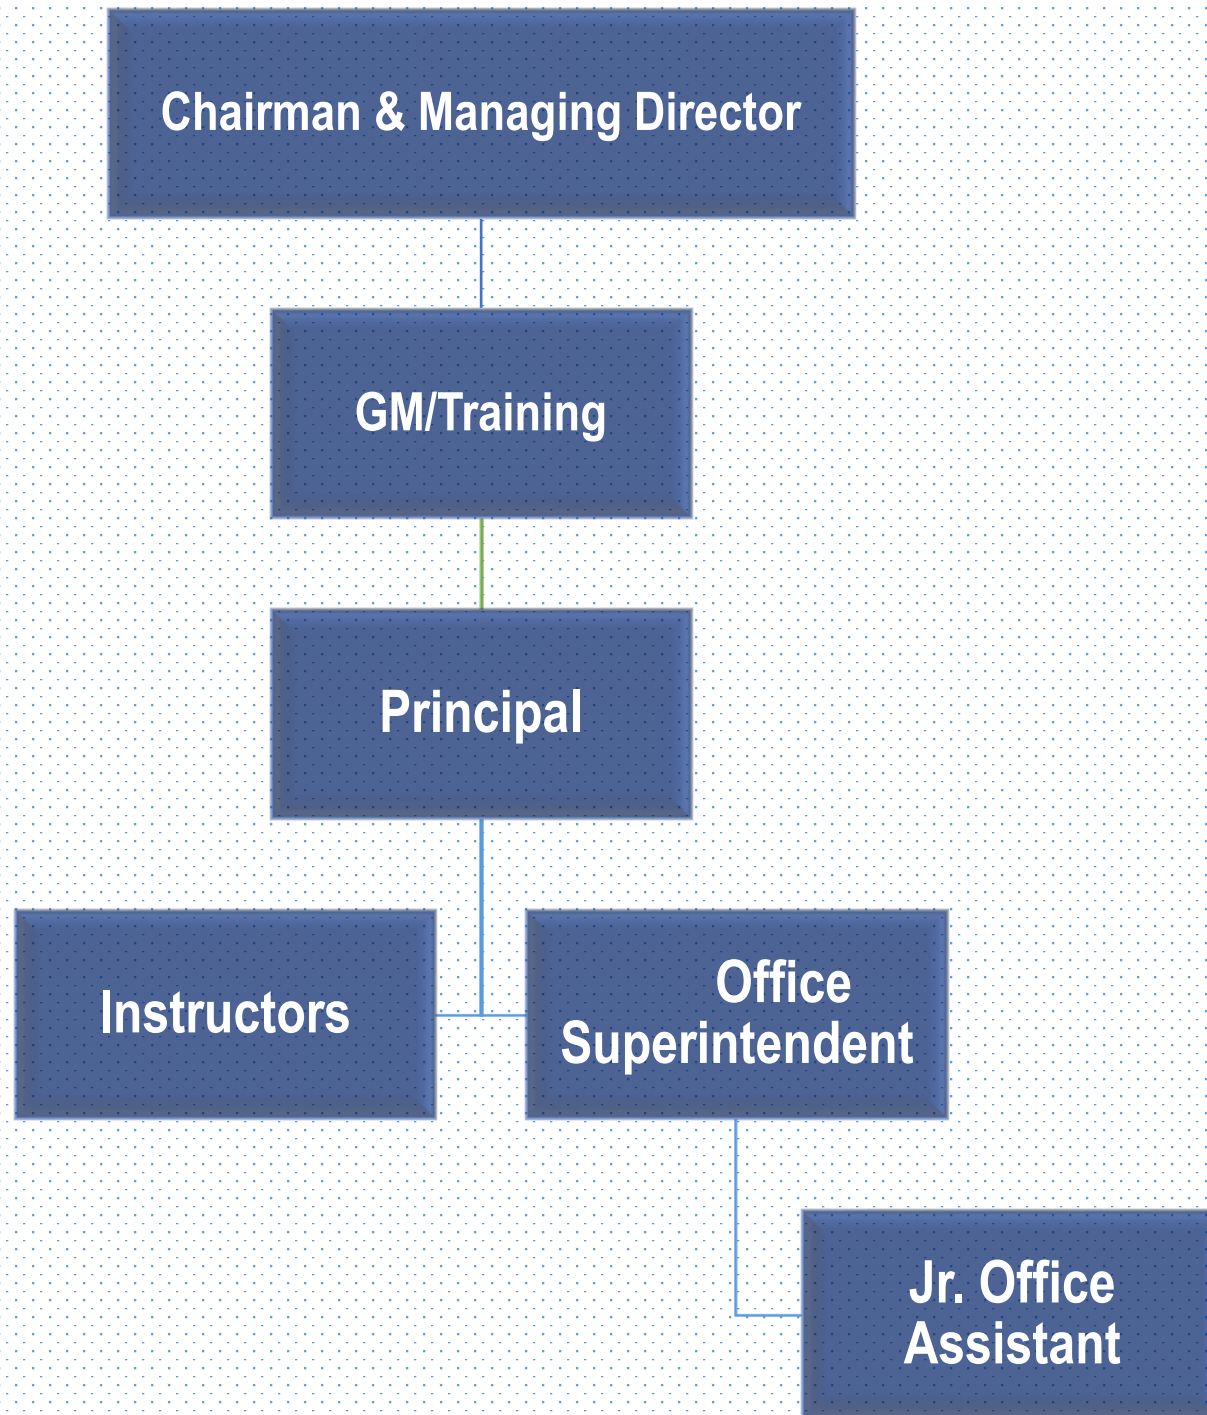 Chairman & Managing Director
GM/Training
Principal
Instructors
Office
Superintendent
Jr. Office
Assistant